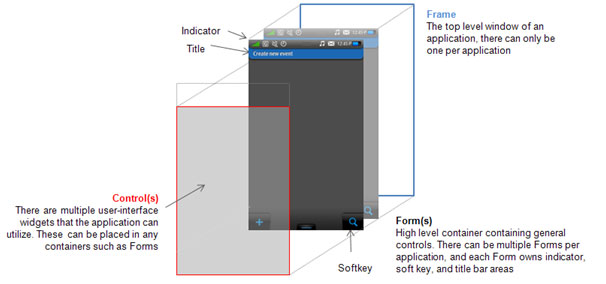 Frame
The top level window of an
application, there can only be
one per application
Indicator
Title
12:45
12:45
Create new event
Control(s)
There are multiple user-interface
widgets that the application can
utilize. These can be placed in any
containers such as Forms
Form(s)
High level container containing general
controls. There can be multiple Forms per
application, and each Form owns indicator,
soft key, and title bar areas
Softkey